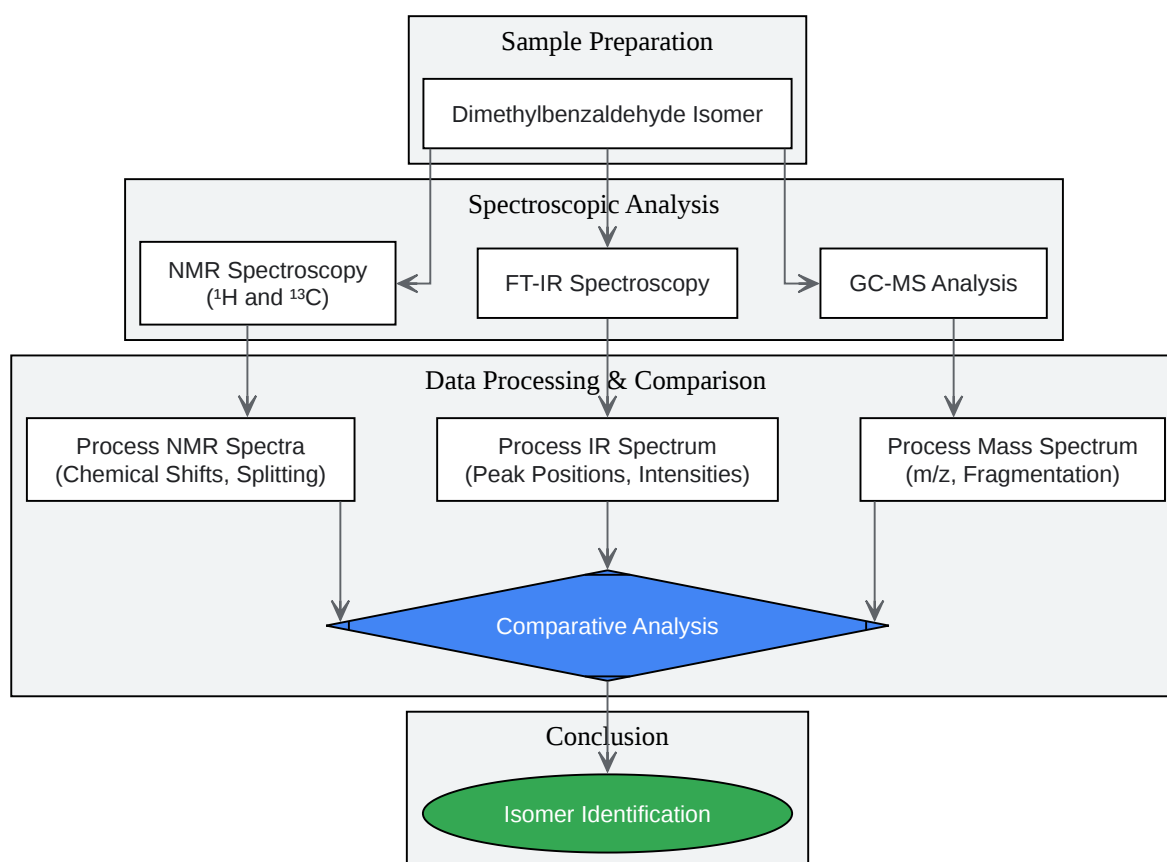 Sample Preparation
Dimethylbenzaldehyde Isomer
Spectroscopic Analysis
NMR Spectroscopy
(¹H and ¹³C)
FT-IR Spectroscopy
GC-MS Analysis
Data Processing & Comparison
Process NMR Spectra
(Chemical Shifts, Splitting)
Process IR Spectrum
(Peak Positions, Intensities)
Process Mass Spectrum
(m/z, Fragmentation)
Comparative Analysis
Conclusion
Isomer Identification